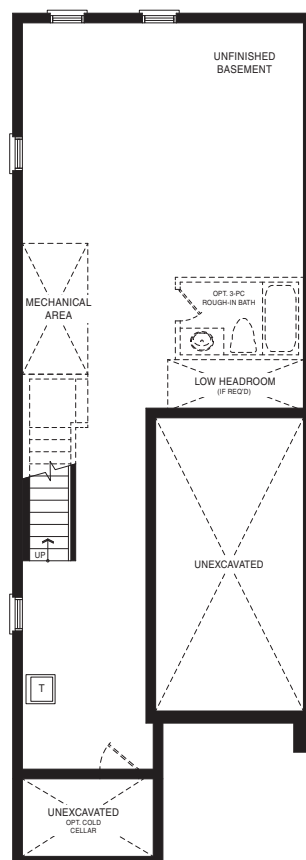 UNFINISHED
BASEMENT
MECHANICAL
AREA
OPT. 3-PC
ROUGH-IN BATH
LOW HEADROOM
(IF REQ'D)
UNEXCAVATED
UP
T
UNEXCAVATED
OPT. COLD
CELLAR